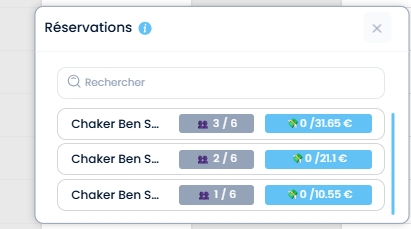 Réservations i
Rechercher
Chaker Ben S... 3 / 6 0 /31.65 €
Chaker Ben S... 2 / 6 0 /21.1 €
Chaker Ben S... 1 / 6 0 /10.55 €